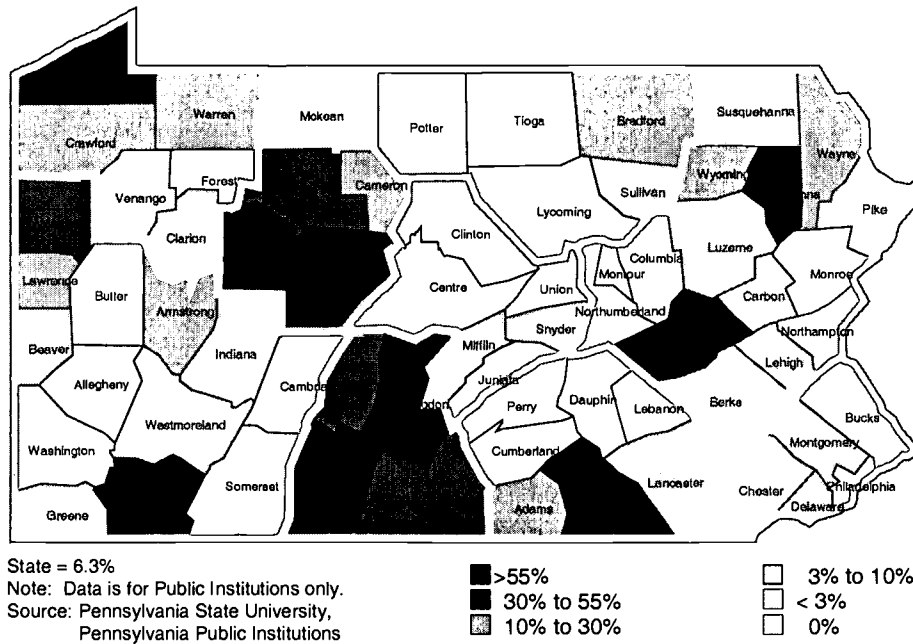 Warren
Mckean
Potter
Tioga
Bradford
Susquehanna
Crawford
Wayne
Forest
Cameron
Wyoming
Venango
Sullivan
Lycoming
Pike
Clarion
Clinton
Columbia
Luzerne
Lawrence
Monroe
Butler
Centre
Union
Montour
Carbon
Armstrong
Northumberland
Snyder
Northampton
Beaver
Indiana
Mifflin
Lehigh
Allegheny
Cambria
Juniata
Perry
Dauphin
Lebanon
Berks
Bucks
Westmoreland
Washington
Cumberland
Montgomery
Somerset
Lancaster
Chester
Philadelphia
Greene
Adams
Delaware
State = 6.3%
Note: Data is for Public Institutions only.
Source: Pennsylvania State University,
Pennsylvania Public Institutions
>55%
30% to 55%
10% to 30%
3% to 10%
< 3%
0%